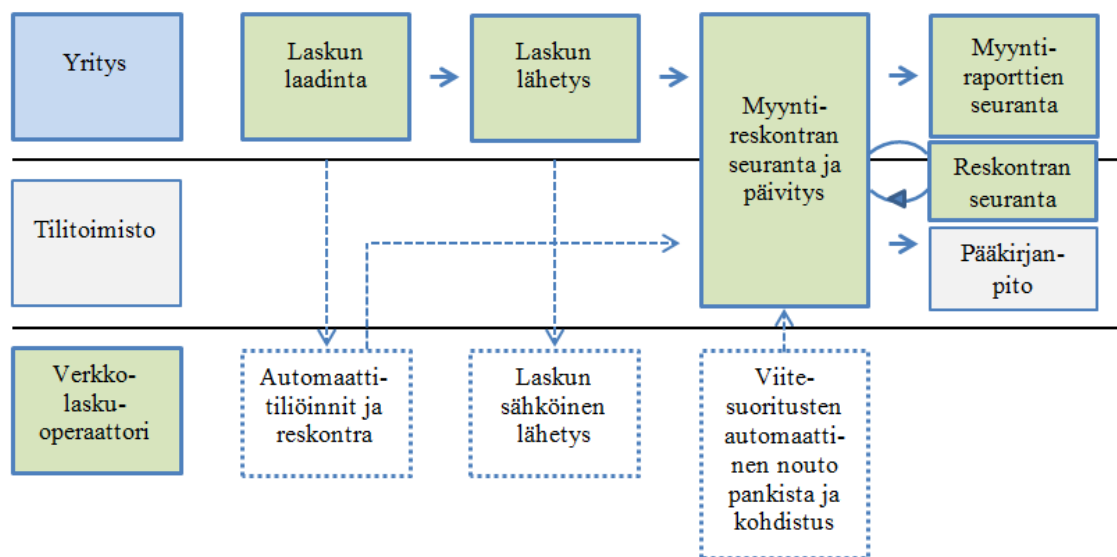 Yritys
Laskun
laadinta
Laskun
lähetys
Myynti-
reskontran
seuranta ja
päivitys
Myynti-
raporttien
seuranta
Reskontran
seuranta
Tilitoimisto
Pääkirjan-
pito
Verkko-
lasku-
operaattori
Automaatti-
tiliöinnit ja
reskontra
Laskun
sähköinen
lähetys
Viite-
suoritusten
automaatti-
nen nouto
pankista ja
kohdistus